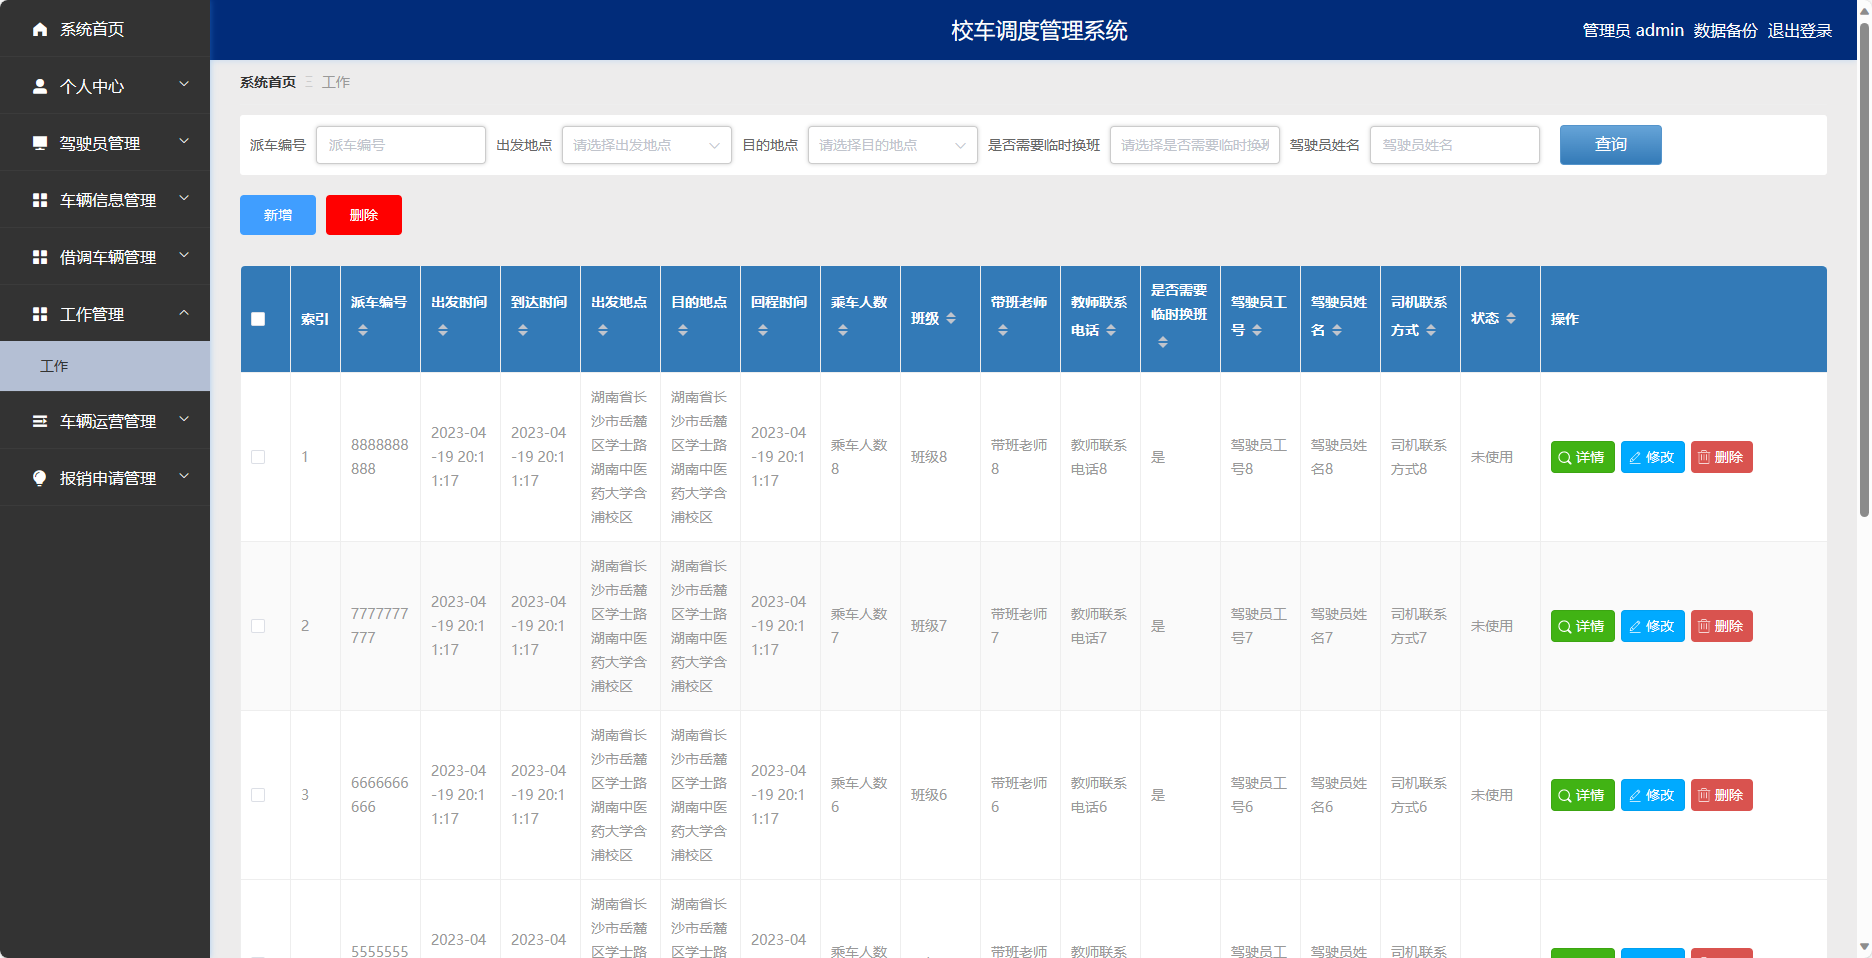 系统首页
个人中心
驾驶员管理
车辆信息管理
借调车辆管理
工作管理
工作
车辆运营管理
报销申请管理
校车调度管理系统
管理员 admin 数据备份 退出登录
系统首页 工作
派车编号 派车编号 出发地点 请选择出发地点 目的地点 请选择目的地点 是否需要临时换班 请选择是否需要临时换班 驾驶员姓名 驾驶员姓名 查询
新增 删除
索引 派车编号 出发时间 到达时间 出发地点 目的地点 回程时间 乘车人数 班级 带班老师 教师联系电话 是否需要临时换班 驾驶员工号 驾驶员姓名 司机联系方式 状态 操作
1 8888888888 2023-04-19 20:11:17 2023-04-19 20:11:17 湖南省长沙市岳麓区学士路湖南中医药大学含浦校区 湖南省长沙市岳麓区学士路湖南中医药大学含浦校区 2023-04-19 20:11:17 乘车人数8 班级8 带班老师8 教师联系电话8 是 驾驶员工号8 驾驶员姓名8 司机联系方式8 未使用 详情 修改 删除
2 7777777777 2023-04-19 20:11:17 2023-04-19 20:11:17 湖南省长沙市岳麓区学士路湖南中医药大学含浦校区 湖南省长沙市岳麓区学士路湖南中医药大学含浦校区 2023-04-19 20:11:17 乘车人数7 班级7 带班老师7 教师联系电话7 是 驾驶员工号7 驾驶员姓名7 司机联系方式7 未使用 详情 修改 删除
3 6666666666 2023-04-19 20:11:17 2023-04-19 20:11:17 湖南省长沙市岳麓区学士路湖南中医药大学含浦校区 湖南省长沙市岳麓区学士路湖南中医药大学含浦校区 2023-04-19 20:11:17 乘车人数6 班级6 带班老师6 教师联系电话6 是 驾驶员工号6 驾驶员姓名6 司机联系方式6 未使用 详情 修改 删除
5555555 2023-04 2023-04 湖南省长沙市岳麓区学士路 湖南省长沙市岳麓区学士路 2023-04 乘车人数 带班老师 教师联系 驾驶员工 驾驶员姓 司机联系